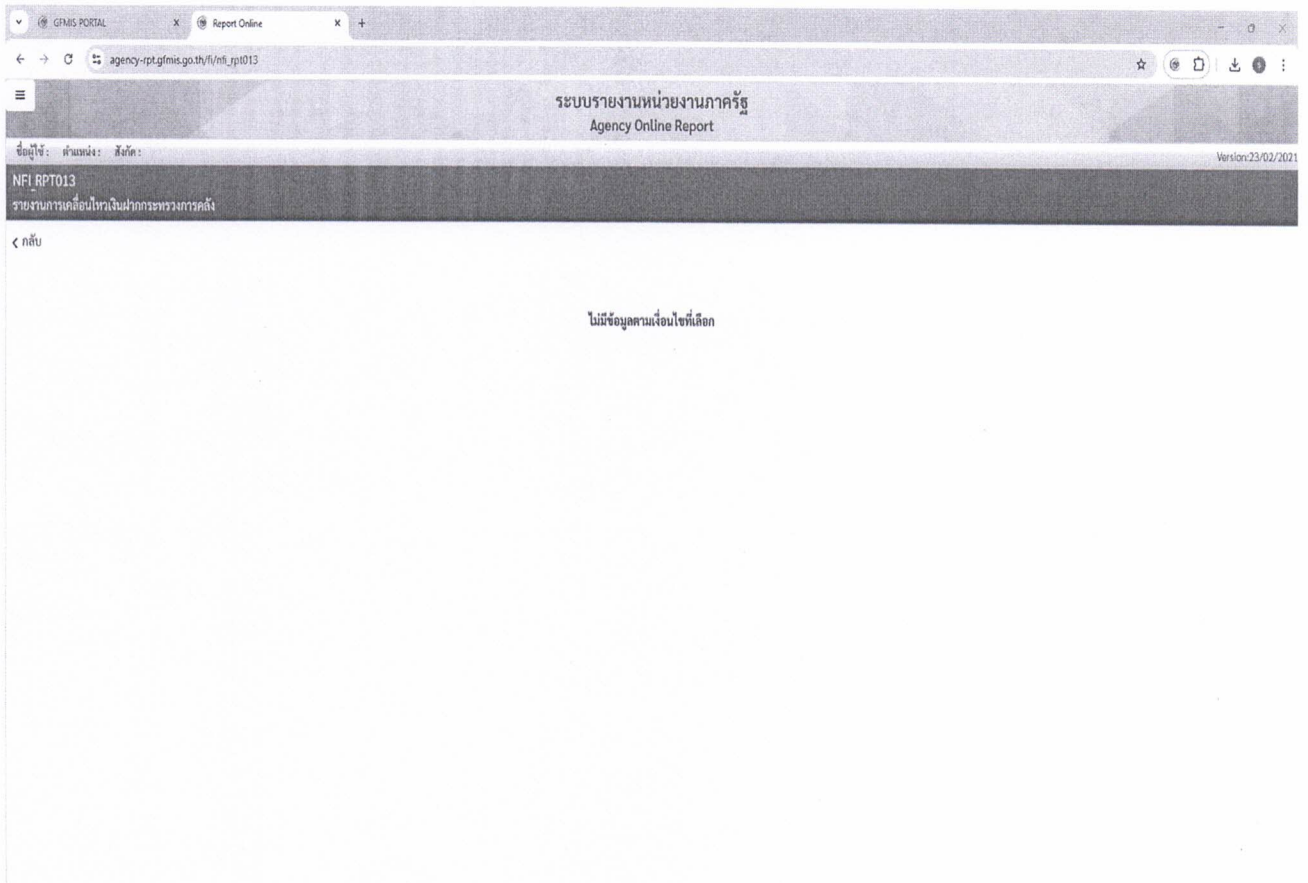 GFMIS PORTAL
Report Online
agency-rpt.gfmis.go.th/fi/nfi_rpt013
ระบบรายงานหน่วยงานภาครัฐ
Agency Online Report
ชื่อผู้ใช้ : ตำแหน่ง : สังกัด :
Version:23/02/2021
NFI_RPT013
รายงานการเคลื่อนไหวเงินฝากกระทรวงการคลัง
< กลับ
ไม่มีข้อมูลตามเงื่อนไขที่เลือก